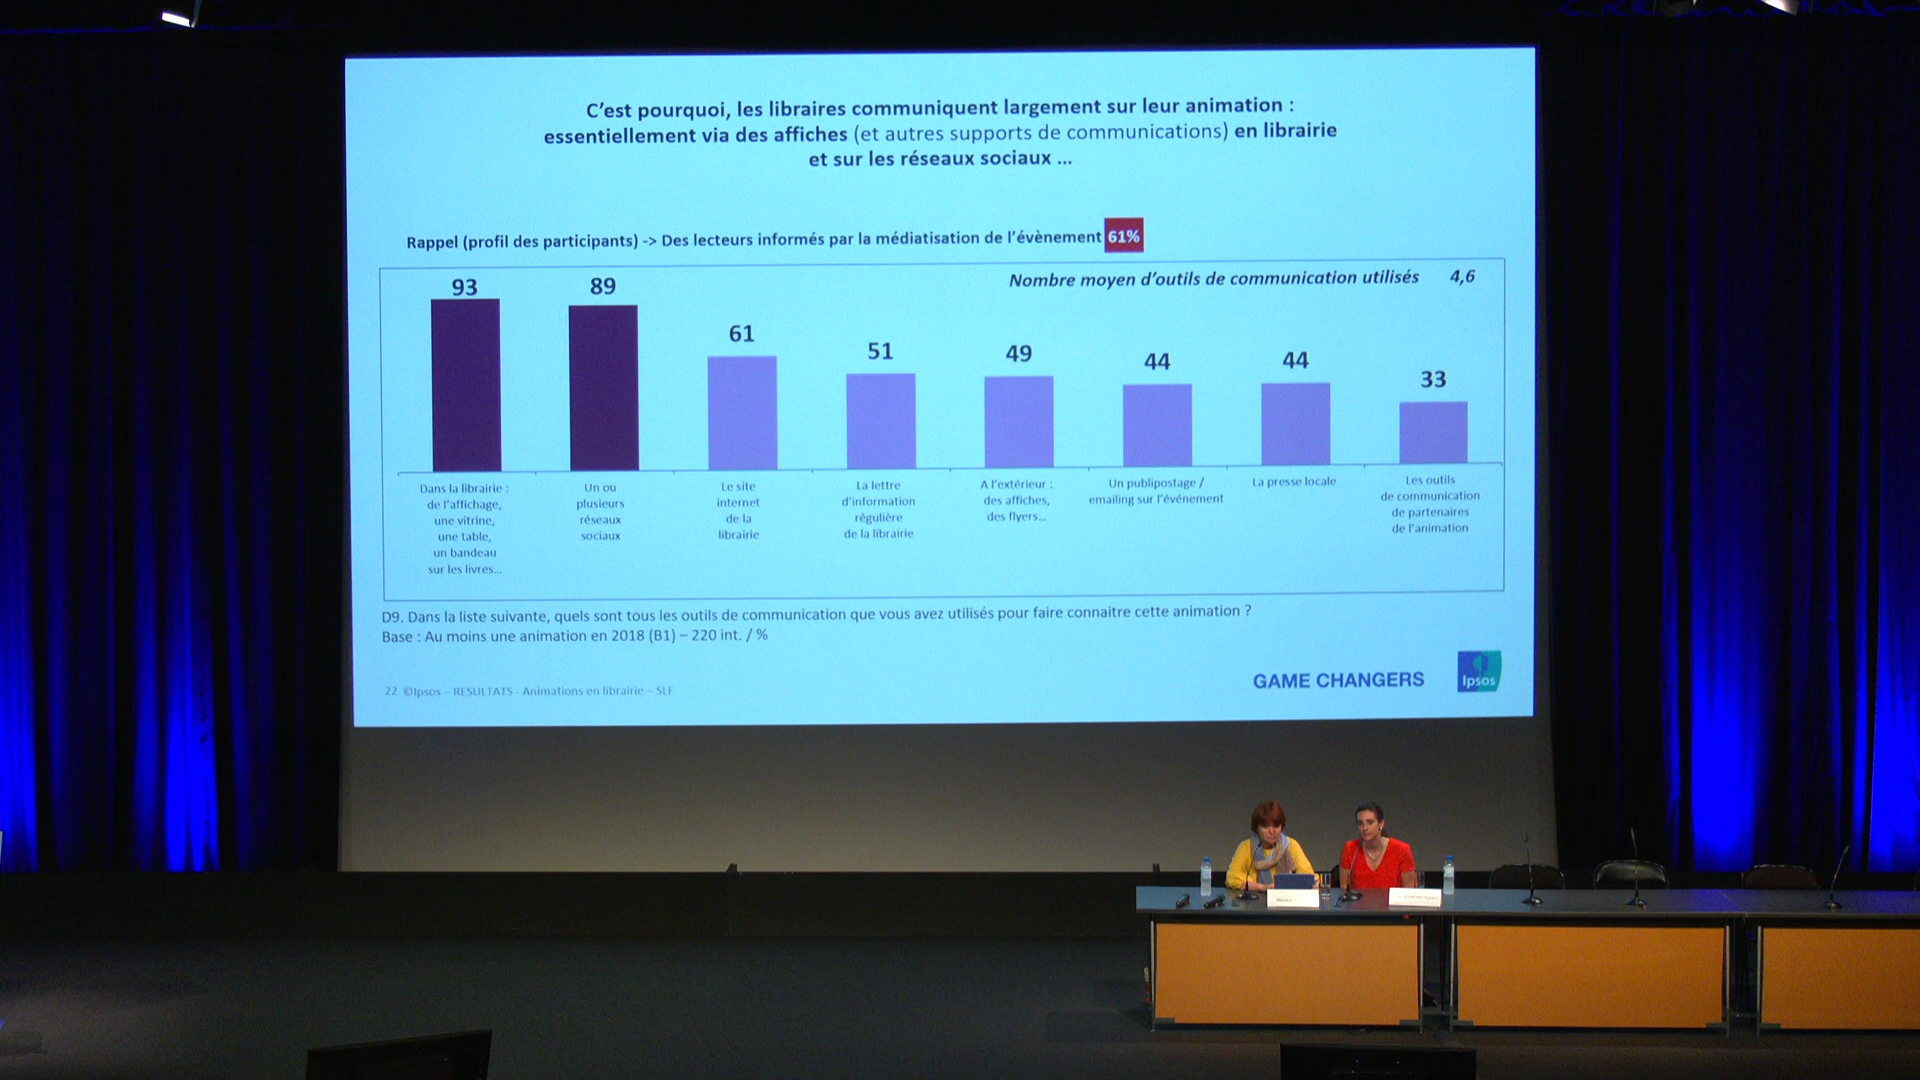 C'est pourquoi, les libraires communiquent largement sur leur animation :
essentiellement via des affiches (et autres supports de communications) en librairie
et sur les réseaux sociaux ...
Rappel (profil des participants) -> Des lecteurs informés par la médiatisation de l'évènement 61%
Nombre moyen d'outils de communication utilisés 4,6
93
89
61
51
49
44
44
33
Dans la librairie :
de l'affichage,
une vitrine,
une table,
un bandeau
sur les livres...
Un ou
plusieurs
réseaux
sociaux
Le site
internet
de la
librairie
La lettre
d'information
régulière
de la librairie
A l'extérieur :
des affiches,
des flyers...
Un publipostage /
emailing sur l'événement
La presse locale
Les outils
de communication
de partenaires
de l'animation
D9. Dans la liste suivante, quels sont tous les outils de communication que vous avez utilisés pour faire connaitre cette animation ?
Base : Au moins une animation en 2018 (B1) – 220 int. / %
22 ©Ipsos – RESULTATS - Animations en librairie – SLF
GAME CHANGERS
Ipsos